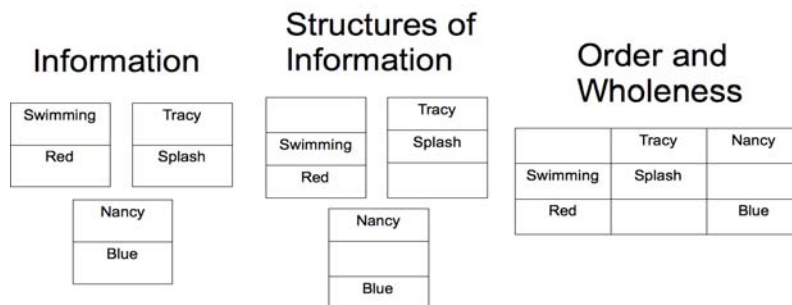 Information
Swimming
Red
Tracy
Splash
Nancy
Blue
Structures of
Information
Swimming
Red
Tracy
Splash
Nancy
Blue
Order and
Wholeness
Tracy Nancy
Swimming Splash
Red Blue